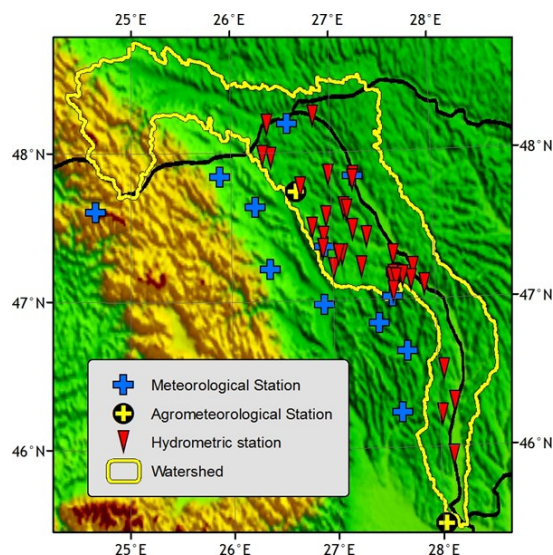 25°E 26°E 27°E 28°E
48°N 48°N
47°N 47°N
Meteorological Station
Agrometeorological Station
Hydrometric station
Watershed
46°N 46°N
25°E 26°E 27°E 28°E